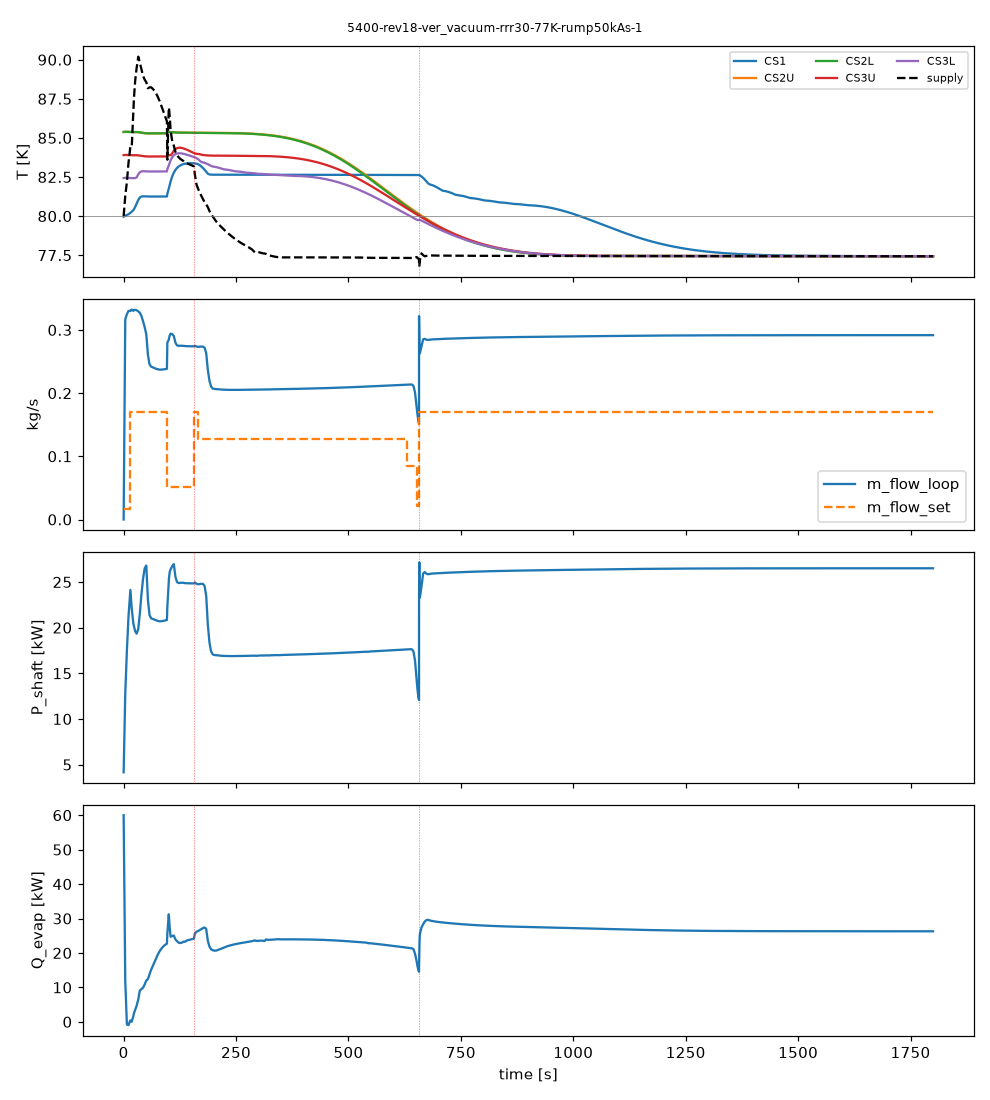 5400-rev18-ver_vacuum-rrr30-77K-rump50kAs-1
CS1 CS2L CS3L
CS2U CS3U supply
T [K]
90.0
87.5
85.0
82.5
80.0
77.5
kg/s
0.3
0.2
0.1
0.0
m_flow_loop
m_flow_set
P_shaft [kW]
25
20
15
10
5
Q_evap [kW]
60
50
40
30
20
10
0
0 250 500 750 1000 1250 1500 1750
time [s]